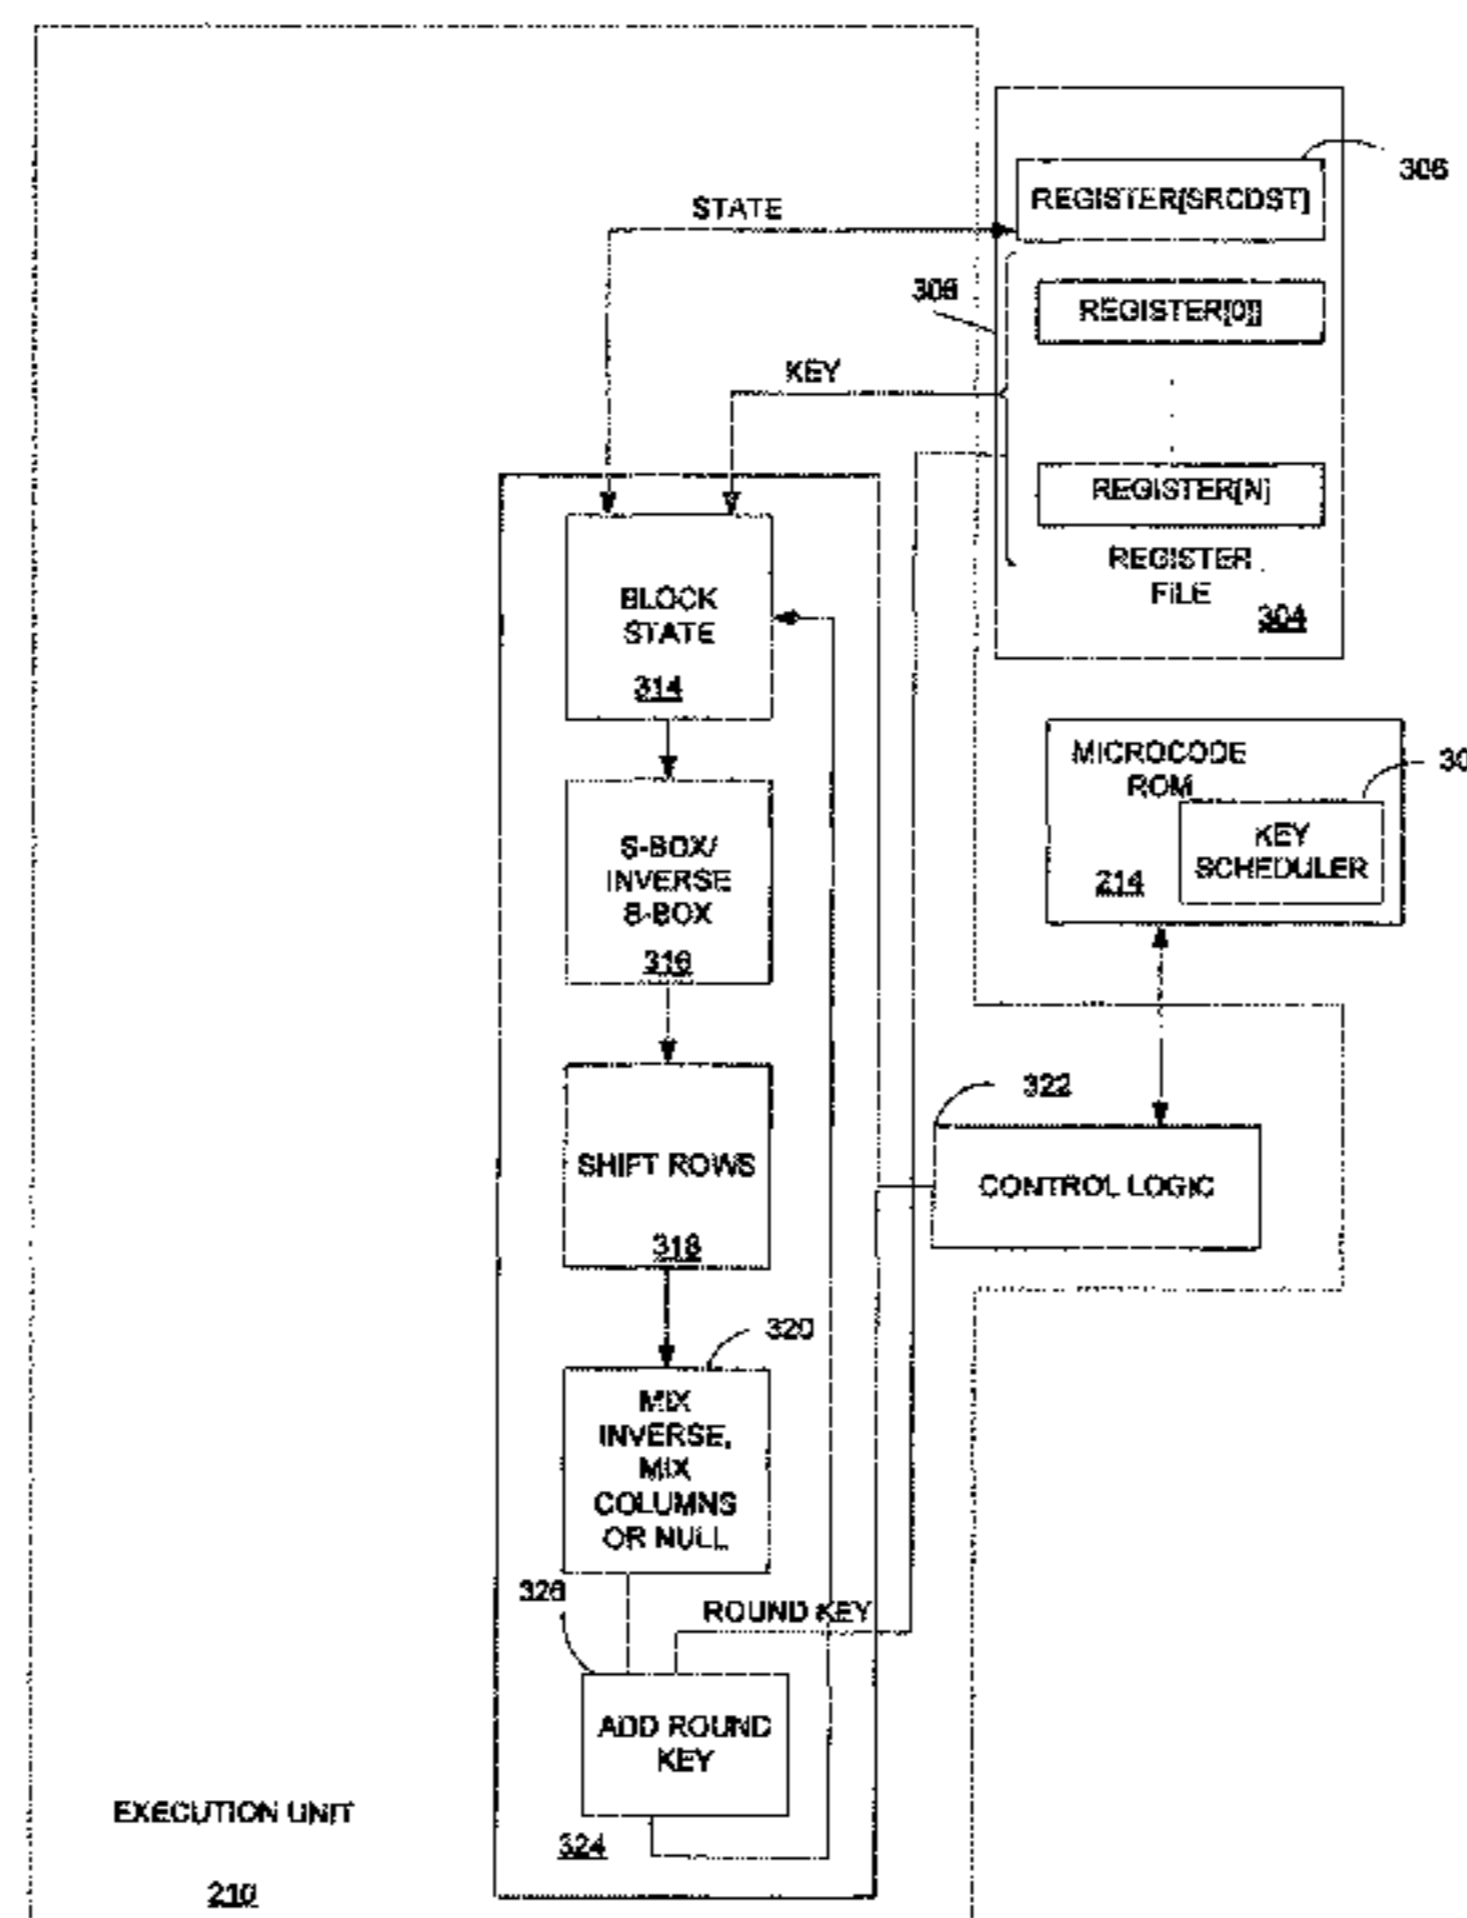 306
REGISTER[SRCDST]
STATE
308
REGISTER[0]]
KEY
REGISTER[N]
REGISTER
FILE
304
BLOCK
STATE
314
MICROCODE
ROM
30
KEY
SCHEDULER
214
S-BOX/
INVERSE
S-BOX
316
322
SHIFT ROWS
CONTROL LOGIC
318
320
MIX
INVERSE,
MIX
COLUMNS
OR NULL
326
ROUND KEY
ADD ROUND
KEY
EXECUTION UNIT
324
210